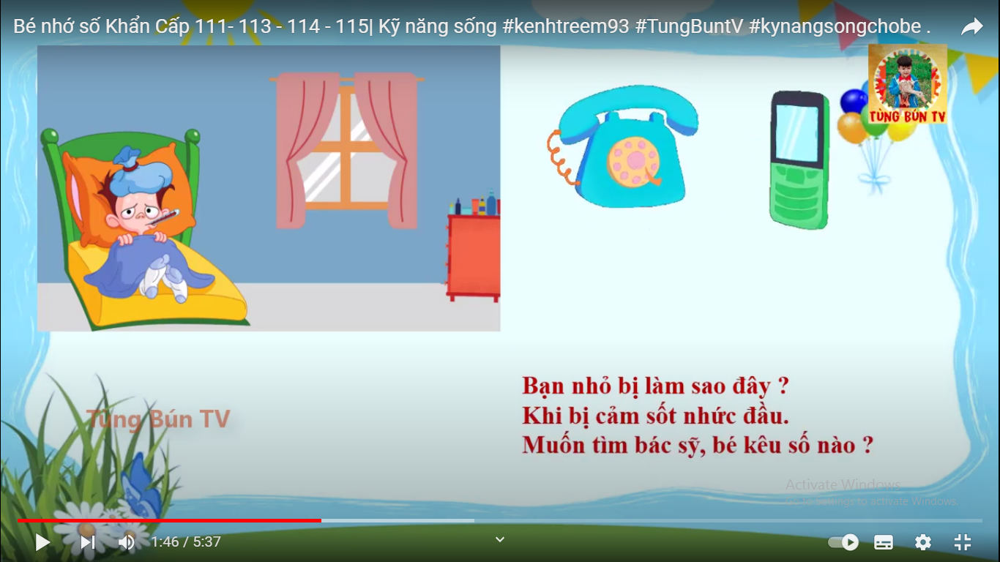 Bé nhớ số Khẩn Cấp 111- 113 - 114 - 115| Kỹ năng sống #kenhtreem93 #TungBuntV #kynangsongchobe .
TÙNG BÚN TV
Bạn nhỏ bị làm sao đây ?
Khi bị cảm sốt nhức đầu.
Muốn tìm bác sỹ, bé kêu số nào ?
Tùng Bún TV
Activate Windows
to settings to activate Windows.
1:46 / 5:37